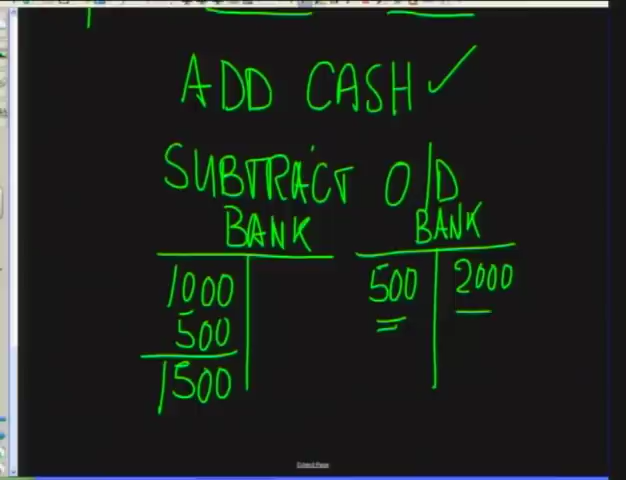 ADD CASH ✓
SUBTRACT O/D
BANK
1000
500
1500
BANK
500 2000